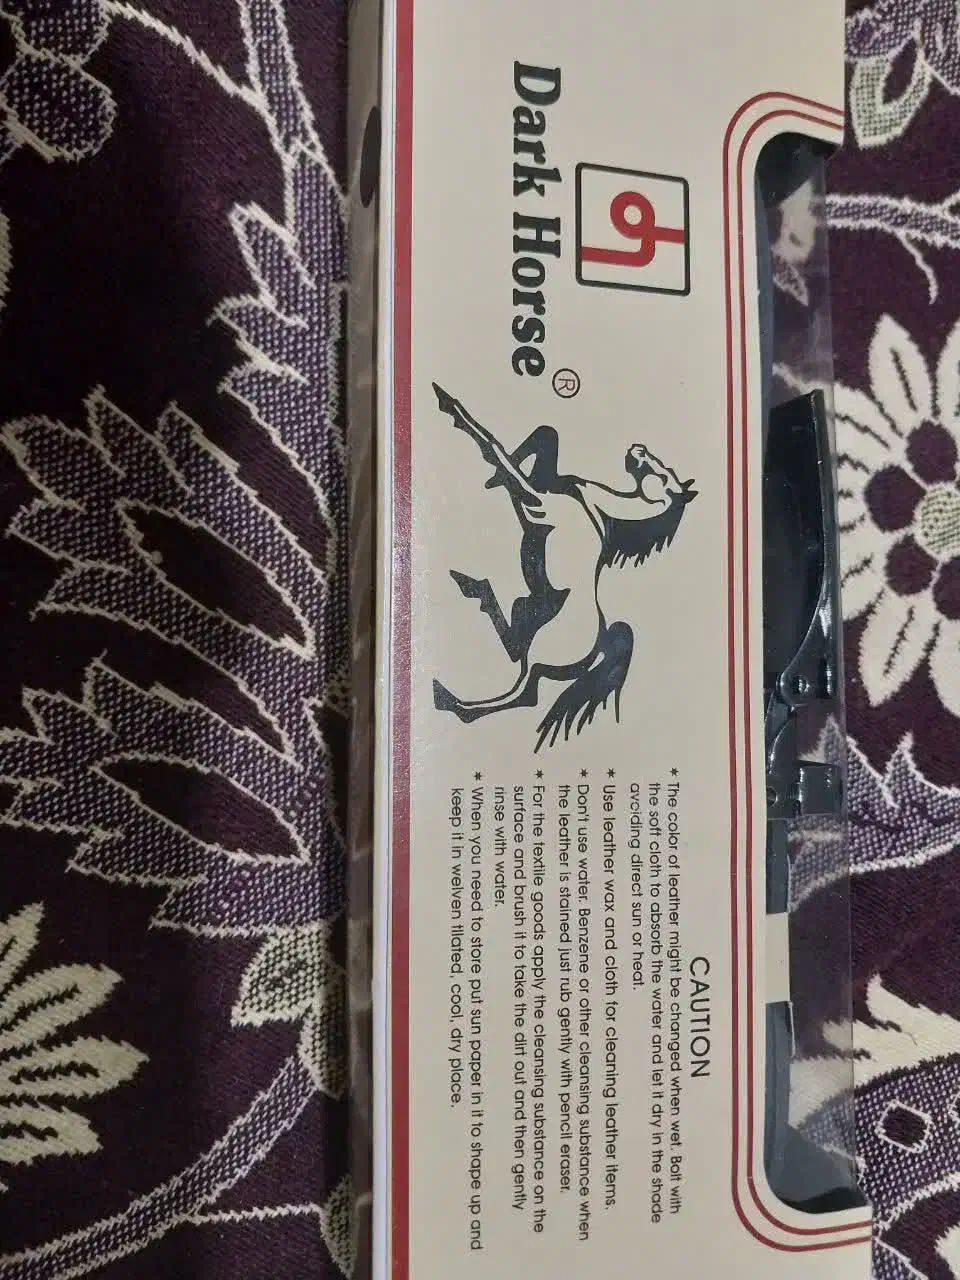 dh
Dark Horse®
CAUTION
* The color of leather might be changed when wet. Bolt with
the soft cloth to absorb the water and let it dry in the shade
avoiding direct sun or heat.
* Use leather wax and cloth for cleaning leather items.
* Don't use water. Benzene or other cleansing substance when
the leather is stained just rub gently with pencil eraser.
* For the textile goods apply the cleansing substance on the
surface and brush it to take the dirt out and then gently
rinse with water.
* When you need to store put sun paper in it to shape up and
keep it in welven tllated, cool, dry place.